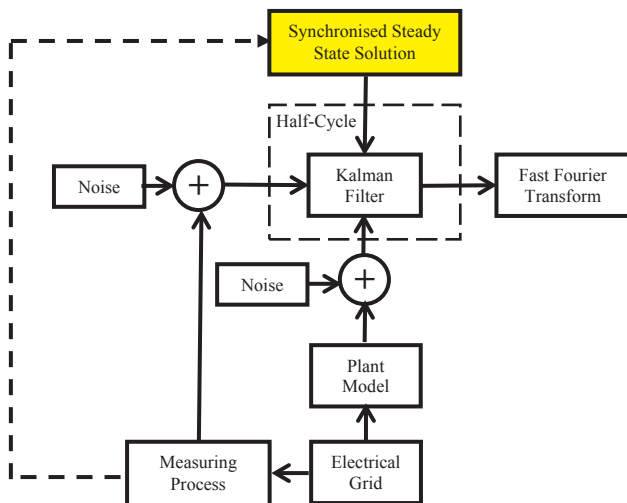 Synchronised Steady
State Solution
Half-Cycle
Noise
+
Kalman
Filter
Fast Fourier
Transform
Noise
+
Plant
Model
Measuring
Process
Electrical
Grid